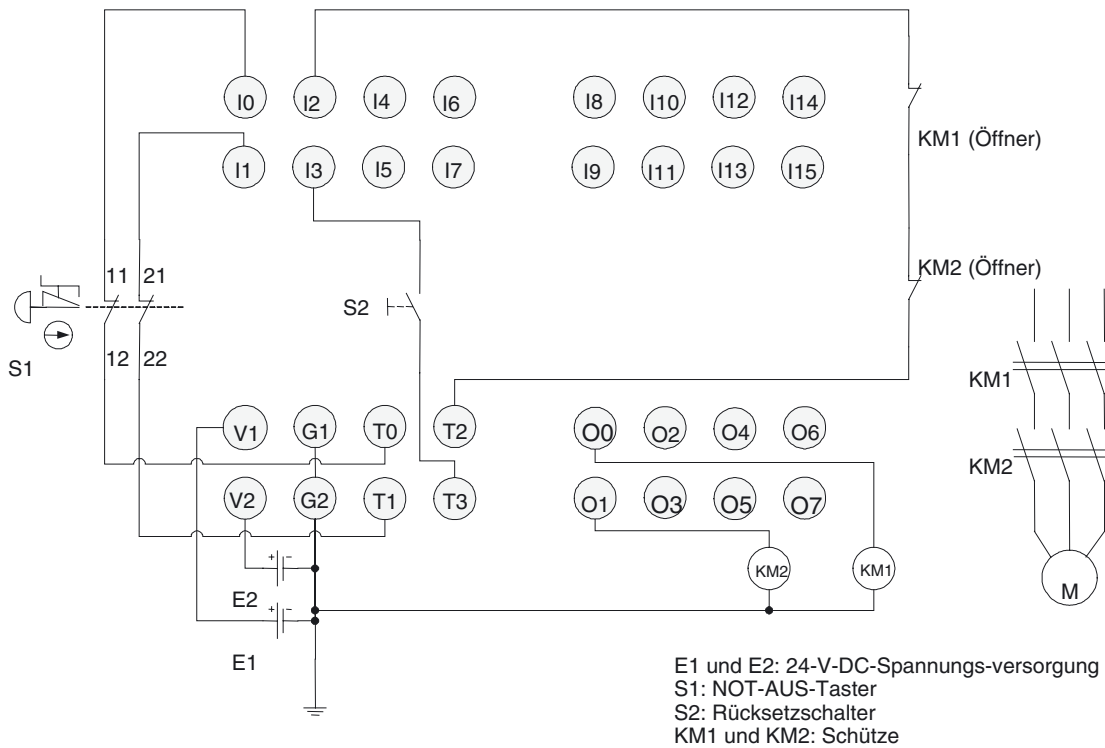 I0 I2 I4 I6 I8 I10 I12 I14
KM1 (Öffner)
I1 I3 I5 I7 I9 I11 I13 I15
KM2 (Öffner)
11 21
S2
S1
12 22
KM1
V1 G1 T0 T2 O0 O2 O4 O6
KM2
V2 G2 T1 T3 O1 O3 O5 O7
+ −
KM2 KM1
M
E2
+ −
E1
E1 und E2: 24-V-DC-Spannungs-versorgung
S1: NOT-AUS-Taster
S2: Rücksetzschalter
KM1 und KM2: Schütze